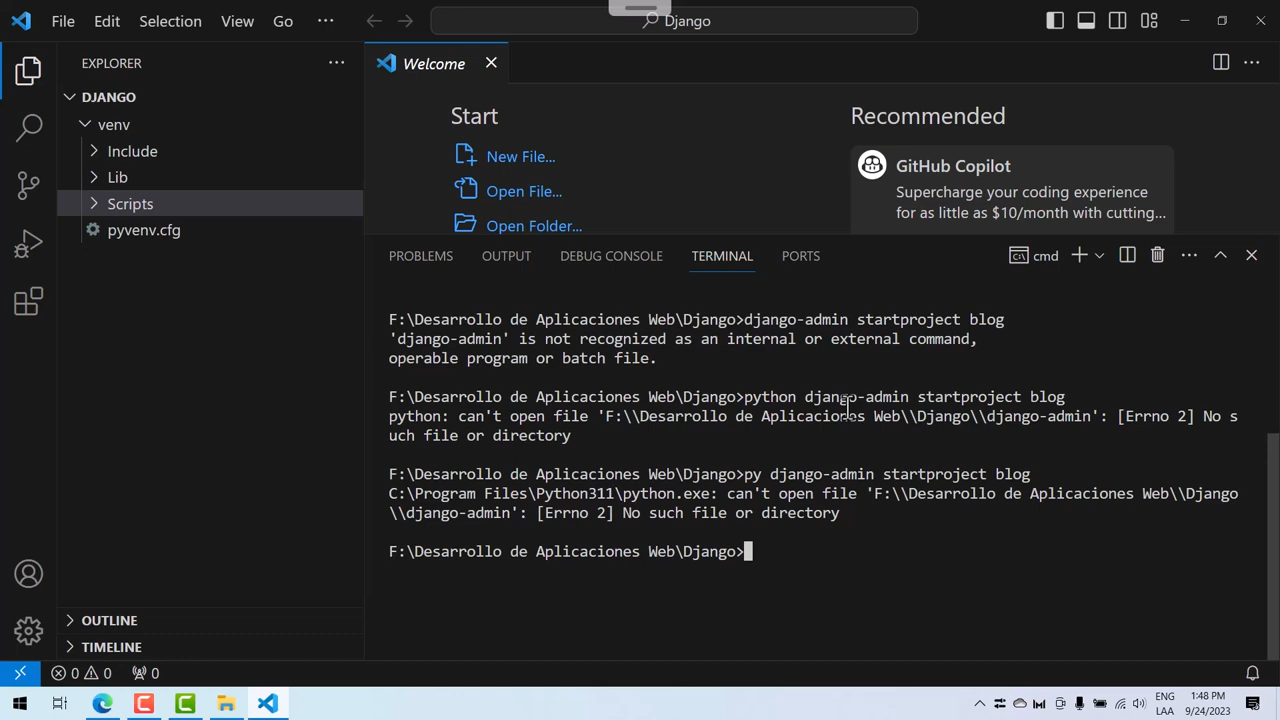 File Edit Selection View Go ··· Django
EXPLORER
Welcome
DJANGO
venv
Include
Lib
Scripts
pyvenv.cfg
OUTLINE
TIMELINE
Start
New File...
Open File...
Open Folder...
Recommended
GitHub Copilot
Supercharge your coding experience
for as little as $10/month with cutting...
PROBLEMS OUTPUT DEBUG CONSOLE TERMINAL PORTS cmd
F:\Desarrollo de Aplicaciones Web\Django>django-admin startproject blog
'django-admin' is not recognized as an internal or external command,
operable program or batch file.
F:\Desarrollo de Aplicaciones Web\Django>python django-admin startproject blog
python: can't open file 'F:\\Desarrollo de Aplicaciones Web\\Django\\django-admin': [Errno 2] No s
uch file or directory
F:\Desarrollo de Aplicaciones Web\Django>py django-admin startproject blog
C:\Program Files\Python311\python.exe: can't open file 'F:\\Desarrollo de Aplicaciones Web\\Django
\\django-admin': [Errno 2] No such file or directory
F:\Desarrollo de Aplicaciones Web\Django>
0 0 0
ENG 1:48 PM
LAA 9/24/2023